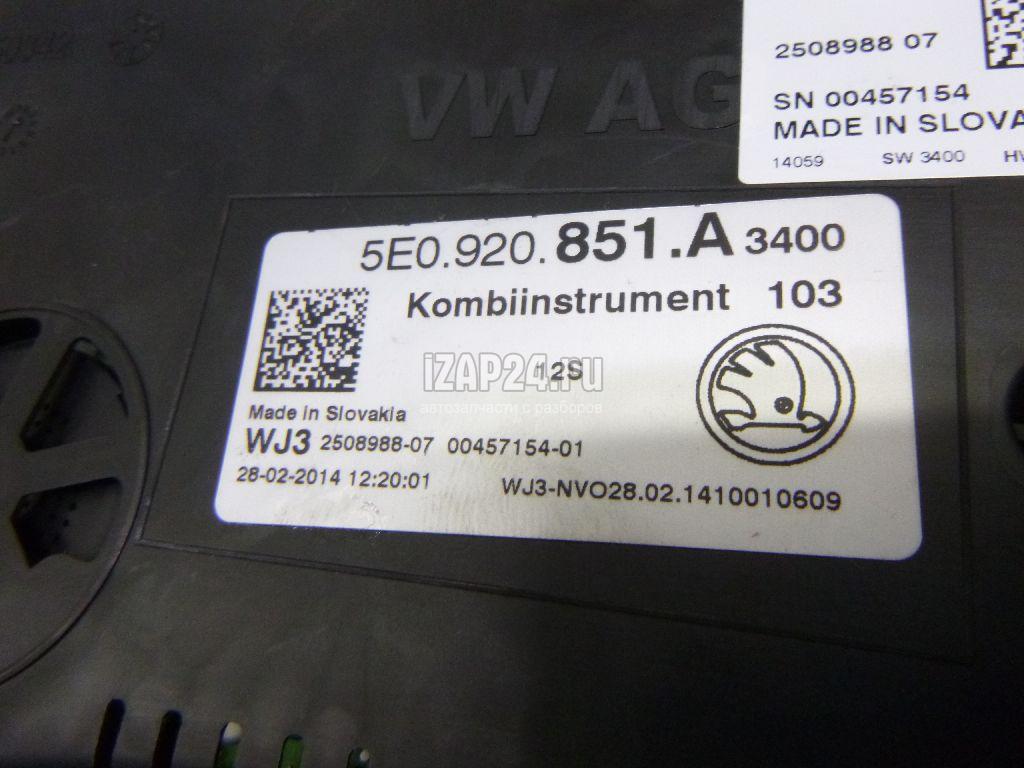 VW AG
2508988 07
SN 00457154
MADE IN SLOVA
14059 SW 3400 HW
5E0.920.851.A 3400
Kombiinstrument 103
12S
iZAP24.ru
автозапчасти с разборов
Made in Slovakia
WJ3 2508988-07 00457154-01
28-02-2014 12:20:01
WJ3-NVO28.02.1410010609